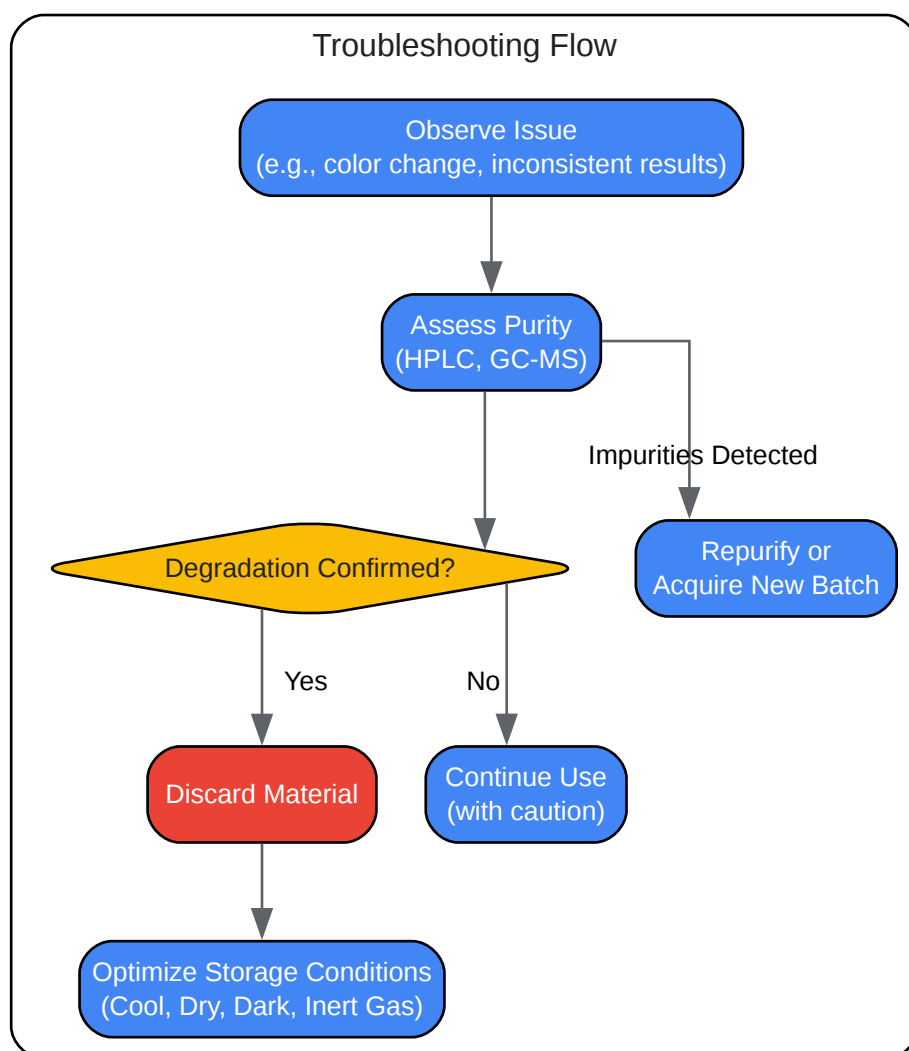 Troubleshooting Flow
Observe Issue
(e.g., color change, inconsistent results)
Assess Purity
(HPLC, GC-MS)
Impurities Detected
Repurify or
Acquire New Batch
Degradation Confirmed?
Yes
No
Discard Material
Continue Use
(with caution)
Optimize Storage Conditions
(Cool, Dry, Dark, Inert Gas)